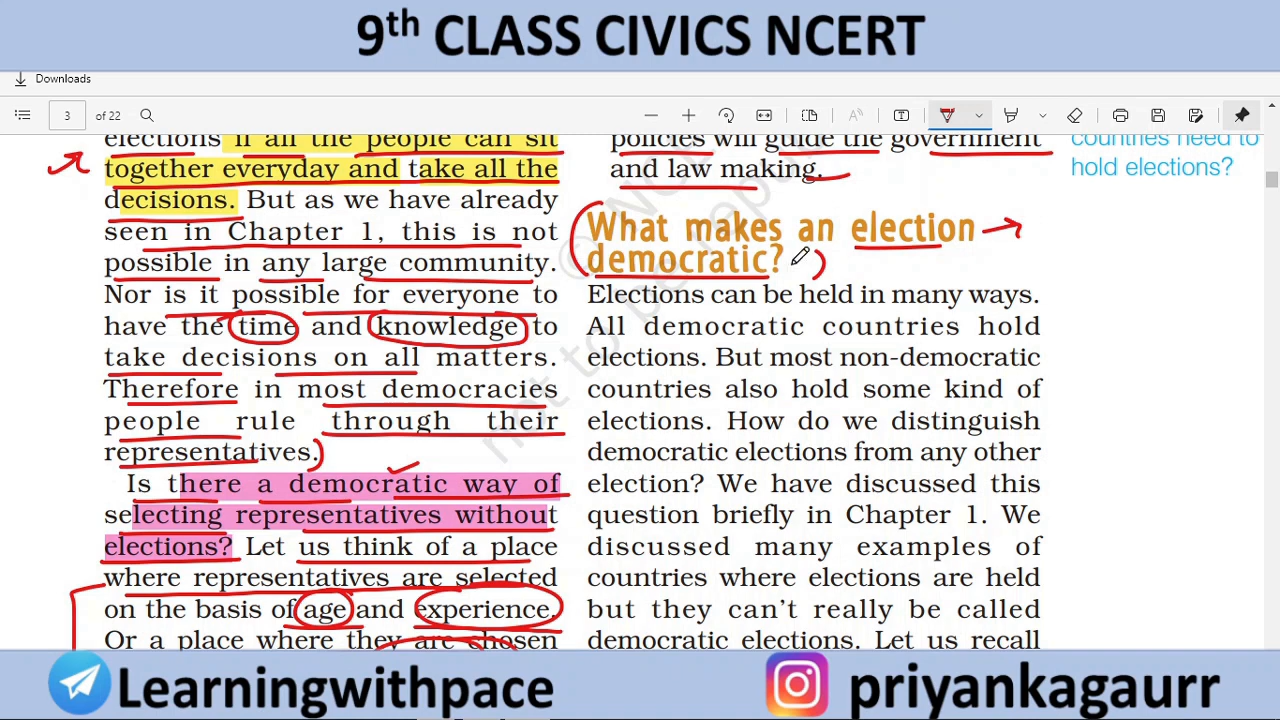 9th CLASS CIVICS NCERT
Downloads
3 of 22
elections if all the people can sit
together everyday and take all the
decisions. But as we have already
seen in Chapter 1, this is not
possible in any large community.
Nor is it possible for everyone to
have the time and knowledge to
take decisions on all matters.
Therefore in most democracies
people rule through their
representatives.
Is there a democratic way of
selecting representatives without
elections? Let us think of a place
where representatives are selected
on the basis of age and experience.
Or a place where they are chosen
policies will guide the government
and law making.
What makes an election
democratic?
Elections can be held in many ways.
All democratic countries hold
elections. But most non-democratic
countries also hold some kind of
elections. How do we distinguish
democratic elections from any other
election? We have discussed this
question briefly in Chapter 1. We
discussed many examples of
countries where elections are held
but they can't really be called
democratic elections. Let us recall
countries need to
hold elections?
Learningwithpace
priyankagaurr